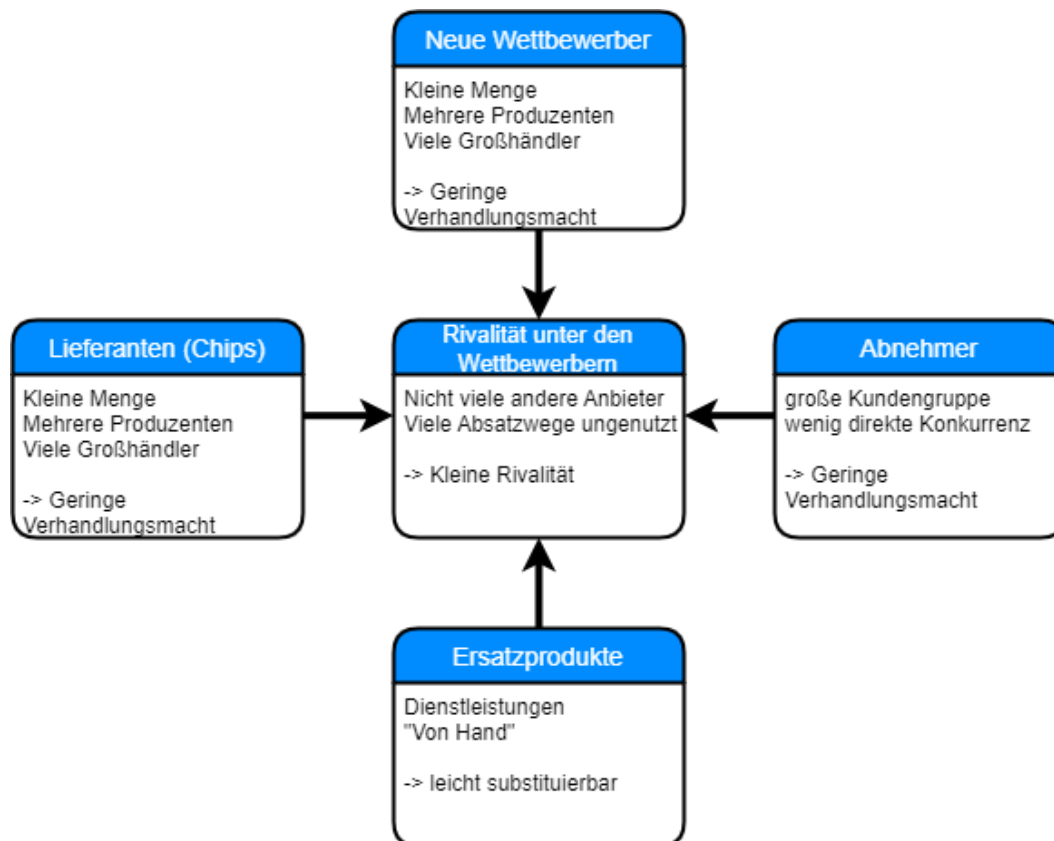 Neue Wettbewerber
Kleine Menge
Mehrere Produzenten
Viele Großhändler
-> Geringe
Verhandlungsmacht
Lieferanten (Chips)
Kleine Menge
Mehrere Produzenten
Viele Großhändler
-> Geringe
Verhandlungsmacht
Rivalität unter den
Wettbewerbern
Nicht viele andere Anbieter
Viele Absatzwege ungenutzt
-> Kleine Rivalität
Abnehmer
große Kundengruppe
wenig direkte Konkurrenz
-> Geringe
Verhandlungsmacht
Ersatzprodukte
Dienstleistungen
"Von Hand"
-> leicht substituierbar